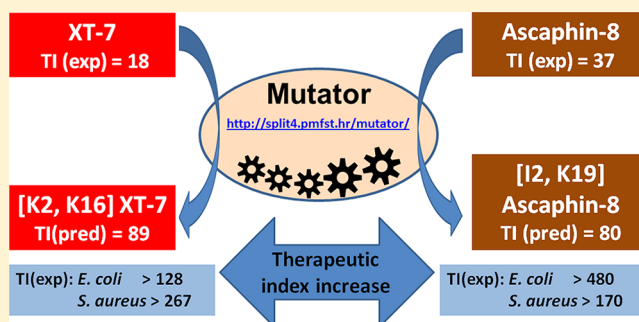 XT-7
TI (exp) = 18
Ascaphin-8
TI (exp) = 37
Mutator
http://split4.pmfst.hr/mutator/
[K2, K16] XT-7
TI(pred) = 89
[I2, K19]
Ascaphin-8
TI (pred) = 80
TI(exp): E. coli > 128
S. aureus > 267
Therapeutic
index increase
TI(exp): E. coli > 480
S. aureus > 170